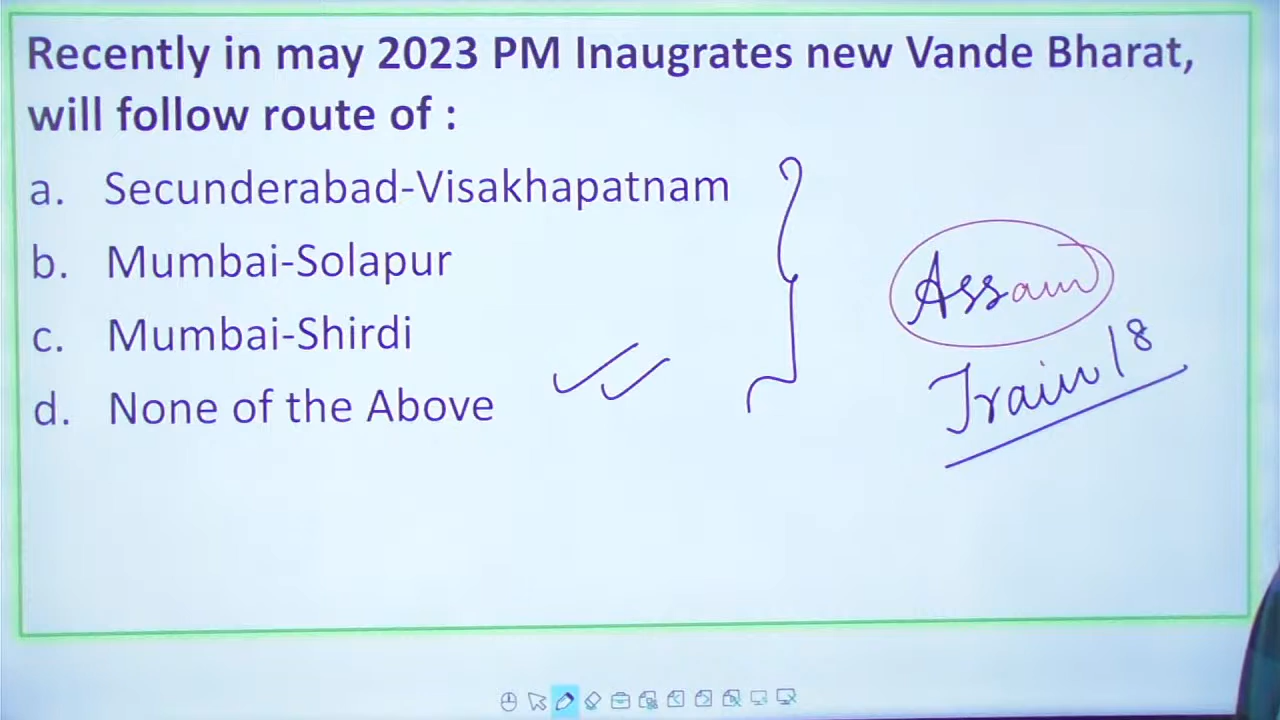 Recently in may 2023 PM Inaugrates new Vande Bharat,
will follow route of :
a. Secunderabad-Visakhapatnam
b. Mumbai-Solapur
c. Mumbai-Shirdi
d. None of the Above
Assam
Train 18